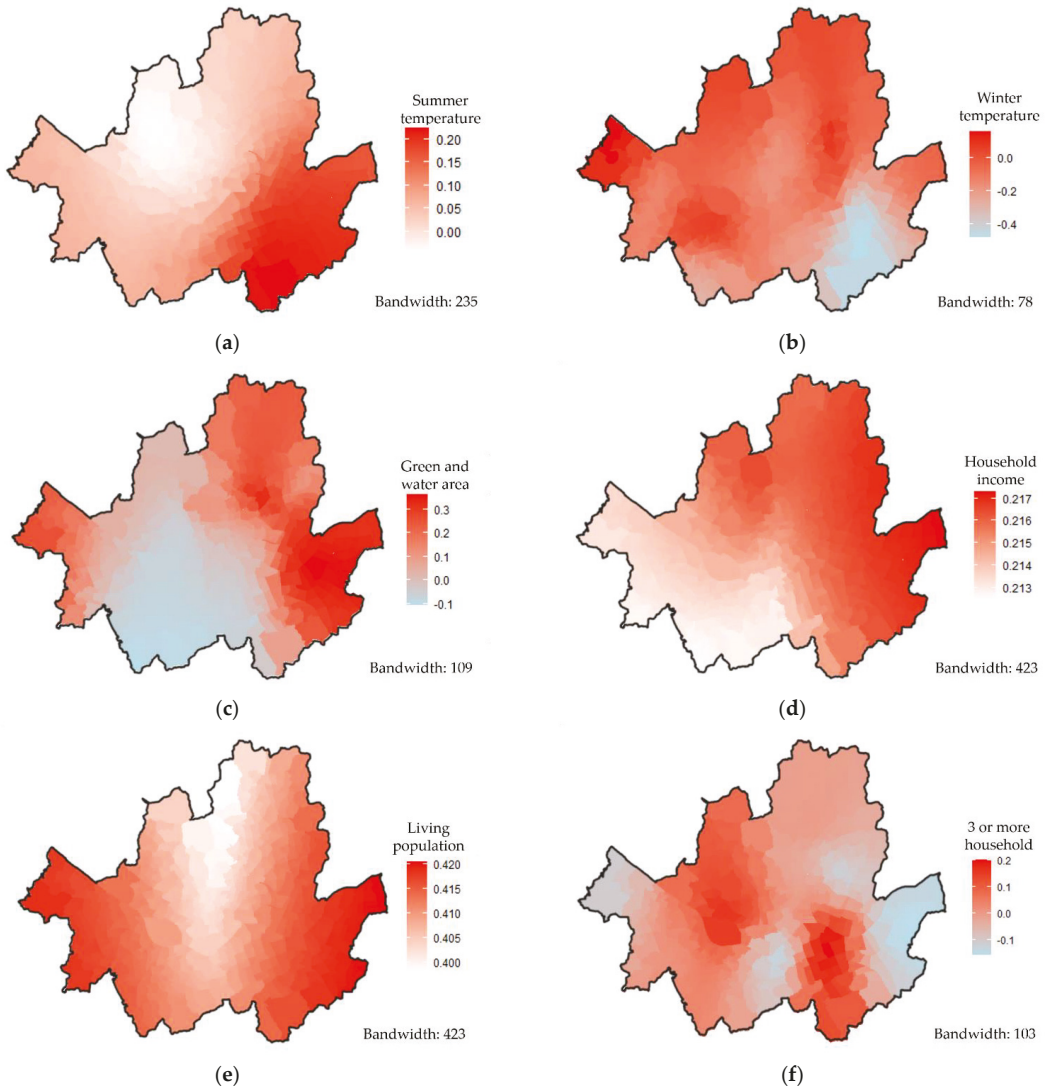 Summer
temperature
0.20
0.15
0.10
0.05
0.00
Bandwidth: 235
(a)
Winter
temperature
0.0
-0.2
-0.4
Bandwidth: 78
(b)
Green and
water area
0.3
0.2
0.1
0.0
-0.1
Bandwidth: 109
(c)
Household
income
0.217
0.216
0.215
0.214
0.213
Bandwidth: 423
(d)
Living
population
0.420
0.415
0.410
0.405
0.400
Bandwidth: 423
(e)
3 or more
household
0.2
0.1
0.0
-0.1
Bandwidth: 103
(f)